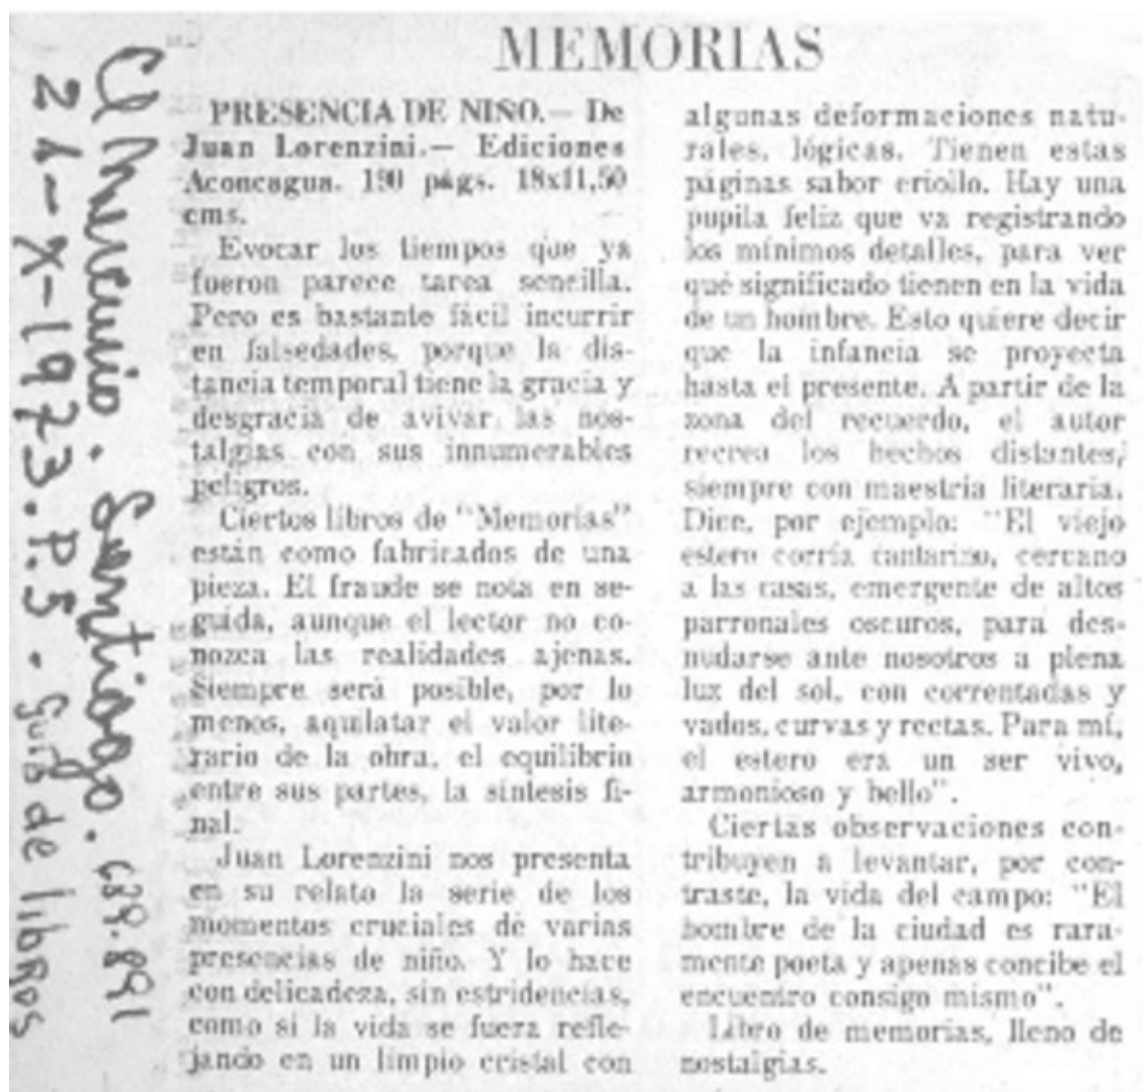 MEMORIAS
PRESENCIA DE NIÑO.— De
Juan Lorenzini.— Ediciones
Aconcagua. 190 págs. 18x11,50
cms.
Evocar los tiempos que ya
fueron parece tarea sencilla.
Pero es bastante fácil incurrir
en falsedades, porque la dis-
tancia temporal tiene la gracia y
desgracia de avivar las nos-
talgias con sus innumerables
peligros.
Ciertos libros de "Memorias"
están como fabricados de una
pieza. El fraude se nota en se-
guida, aunque el lector no co-
nozca las realidades ajenas.
Siempre será posible, por lo
menos, aquilatar el valor lite-
rario de la obra, el equilibrio
entre sus partes, la síntesis fi-
nal.
Juan Lorenzini nos presenta
en su relato la serie de los
momentos cruciales de varias
presencias de niño. Y lo hace
con delicadeza, sin estridencias,
como si la vida se fuera refle-
jando en un limpio cristal con
algunas deformaciones natu-
rales, lógicas. Tienen estas
páginas sabor criollo. Hay una
pupila feliz que va registrando
los mínimos detalles, para ver
qué significado tienen en la vida
de un hombre. Esto quiere decir
que la infancia se proyecta
hasta el presente. A partir de la
zona del recuerdo, el autor
recrea los hechos distantes,
siempre con maestría literaria.
Dice, por ejemplo: "El viejo
estero corría cantarino, cercano
a las casas, emergente de altos
parronales oscuros, para des-
nudarse ante nosotros a plena
luz del sol, con correntadas y
vados, curvas y rectas. Para mí,
el estero era un ser vivo,
armonioso y bello".
Ciertas observaciones con-
tribuyen a levantar, por con-
traste, la vida del campo: "El
hombre de la ciudad es rara-
mente poeta y apenas concibe el
encuentro consigo mismo".
Libro de memorias, lleno de
nostalgias.
El Mercurio. Santiago. 639.891
21-X-1973. P.5. Guía de libros